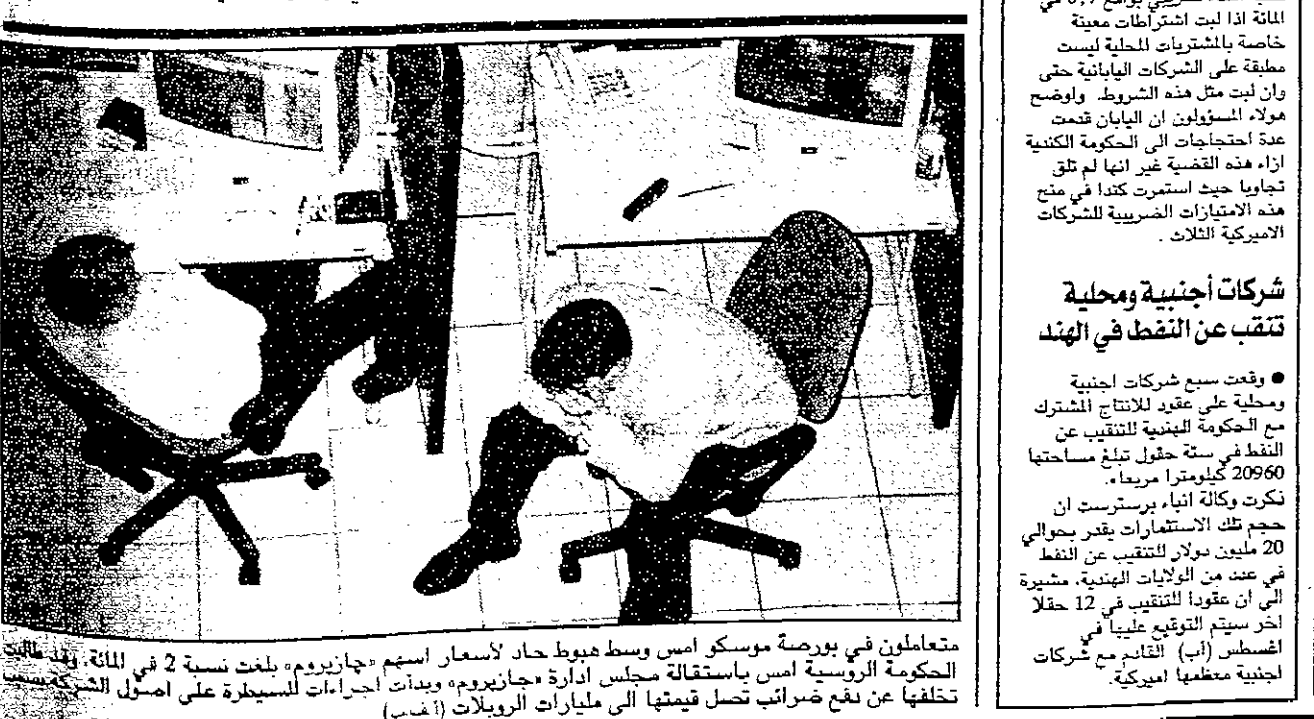 المائة اذا لبت اشتراطات معينة
خاصة بالمشتريات المحلية ليست
مطبقة على الشركات اليابانية حتى
وان لبت مثل هذه الشروط. واوضح
هولاء المسؤولون ان اليابان قدمت
عدة احتجاجات الى الحكومة الكندية
ازاء هذه القضية غير انها لم تلق
تجاوبا حيث استمرت كندا في منح
هذه الامتيازات الضريبية للشركات
الاميركية الثلاث.
شركات أجنبية ومحلية
تنقب عن النفط في الهند
● وقعت سبع شركات اجنبية
ومحلية على عقود للانتاج المشترك
مع الحكومة الهندية للتنقيب عن
النفط في ستة حقول تبلغ مساحتها
20960 كيلومترا مربعا.
ذكرت وكالة انباء برسترست ان
حجم تلك الاستثمارات يقدر بحوالي
20 مليون دولار للتنقيب عن النفط
في عدد من الولايات الهندية، مشيرة
الى ان عقودا للتنقيب في 12 حقلا
اخر سيتم التوقيع عليها في
اغسطس (آب) القادم مع شركات
اجنبية معظمها اميركية.
متعاملون في بورصة موسكو امس وسط هبوط حاد لأسعار اسهم «جازبروم» بلغت نسبة 2 في المائة. وقد طالبت
الحكومة الروسية امس باستقالة مجلس ادارة «جازبروم» وبدأت اجراءات للسيطرة على اصول الشركة بسبب
تخلفها عن دفع ضرائب تصل قيمتها الى مليارات الروبلات (أ.ف.ب)